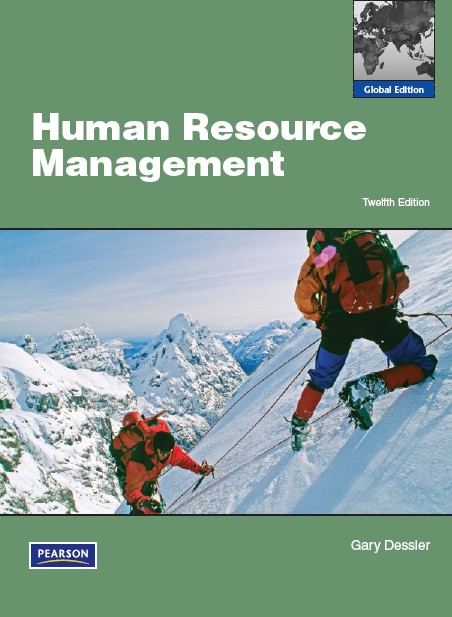 Global Edition
Human Resource
Management
Twelfth Edition
PEARSON
Gary Dessler